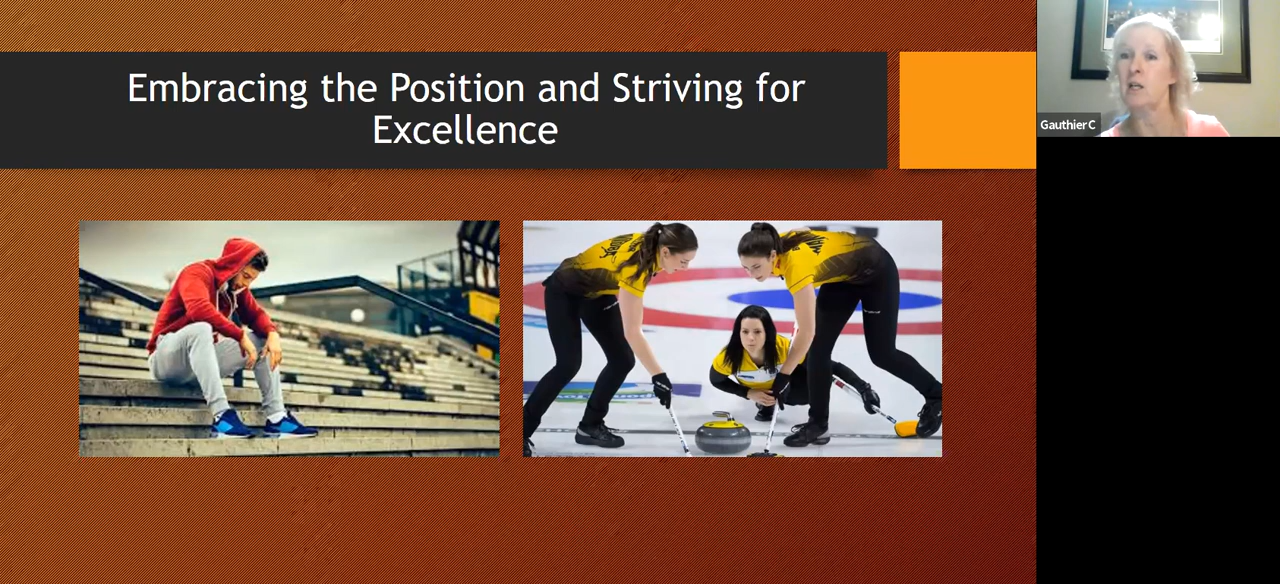 Embracing the Position and Striving for
Excellence
Gauthier C